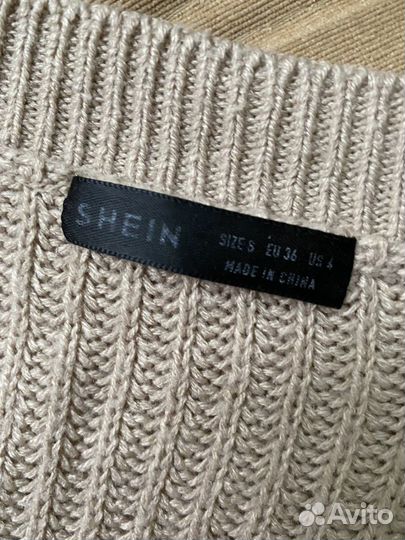 SHEIN
SIZE S EU 36 US 4
MADE IN CHINA
Avito